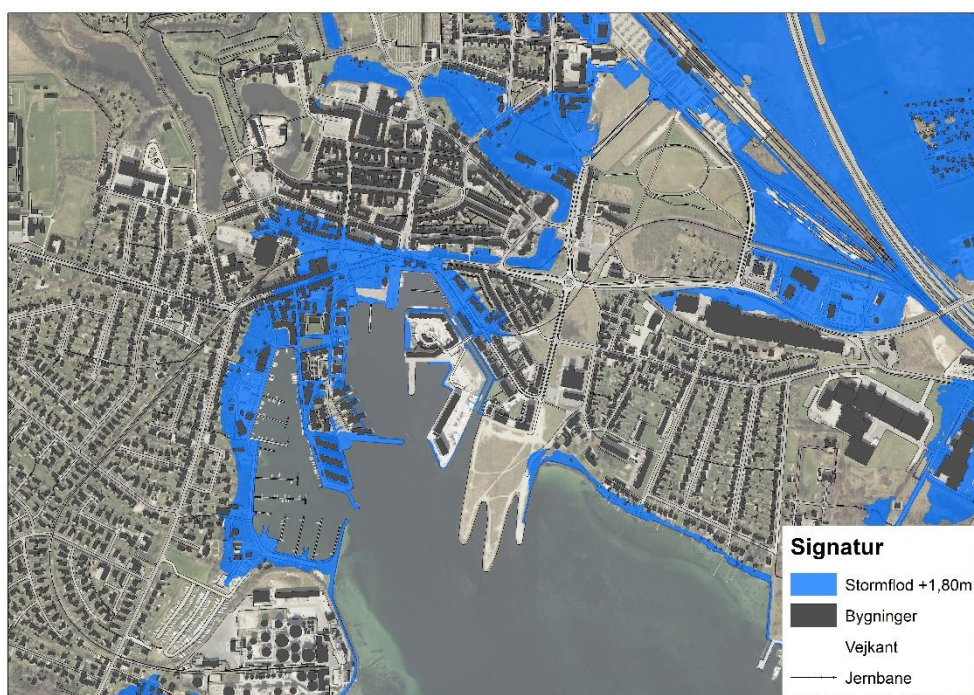 Signatur
Stormflod +1,80m
Bygninger
Vejkant
Jernbane